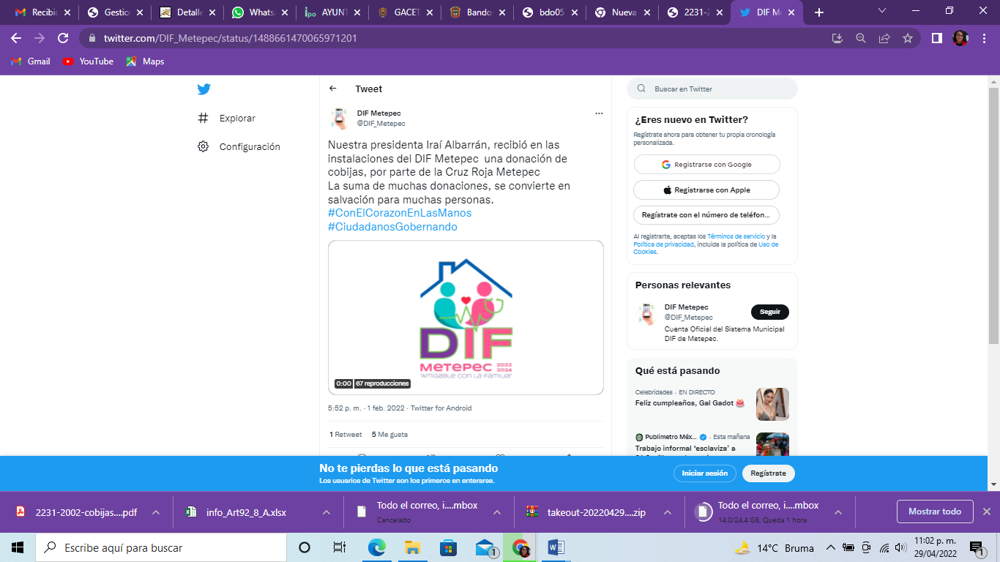 Recibi
Gestion
Detalle
WhatsA
AYUNT
GACET
Bando
bdo05
Nueva
2231-2
DIF Me
twitter.com/DIF_Metepec/status/1488661470065971201
Gmail
YouTube
Maps
Explorar
Configuración
Tweet
DIF Metepec
@DIF_Metepec
Nuestra presidenta Iraí Albarrán, recibió en las
instalaciones del DIF Metepec una donación de
cobijas, por parte de la Cruz Roja Metepec
La suma de muchas donaciones, se convierte en
salvación para muchas personas.
#ConElCorazonEnLasManos
#CiudadanosGobernando
DIF
METEPEC 2022
2024
"AMIGABLE CON LA FAMILIA"
0:00 67 reproducciones
5:52 p. m. · 1 feb. 2022 · Twitter for Android
1 Retweet 5 Me gusta
Buscar en Twitter
¿Eres nuevo en Twitter?
Regístrate ahora para obtener tu propia cronología
personalizada.
Registrarse con Google
Registrarse con Apple
Regístrate con el número de teléfon...
Al registrarte, aceptas los Términos de servicio y la
Política de privacidad, incluida la política de Uso de
Cookies.
Personas relevantes
DIF Metepec
@DIF_Metepec
Seguir
Cuenta Oficial del Sistema Municipal
DIF de Metepec.
Qué está pasando
Celebridades · EN DIRECTO
Feliz cumpleaños, Gal Gadot
Publimetro Méx... · Esta mañana
Trabajo informal 'esclaviza' a
No te pierdas lo que está pasando
Los usuarios de Twitter son los primeros en enterarse.
Iniciar sesión
Regístrate
2231-2002-cobijas....pdf
info_Art92_8_A.xlsx
Todo el correo, i....mbox
Cancelado
takeout-20220429....zip
Todo el correo, i....mbox
14.0/24.4 GB, Queda 1 hora
Mostrar todo
Escribe aquí para buscar
1
14°C Bruma
11:02 p. m.
29/04/2022
1